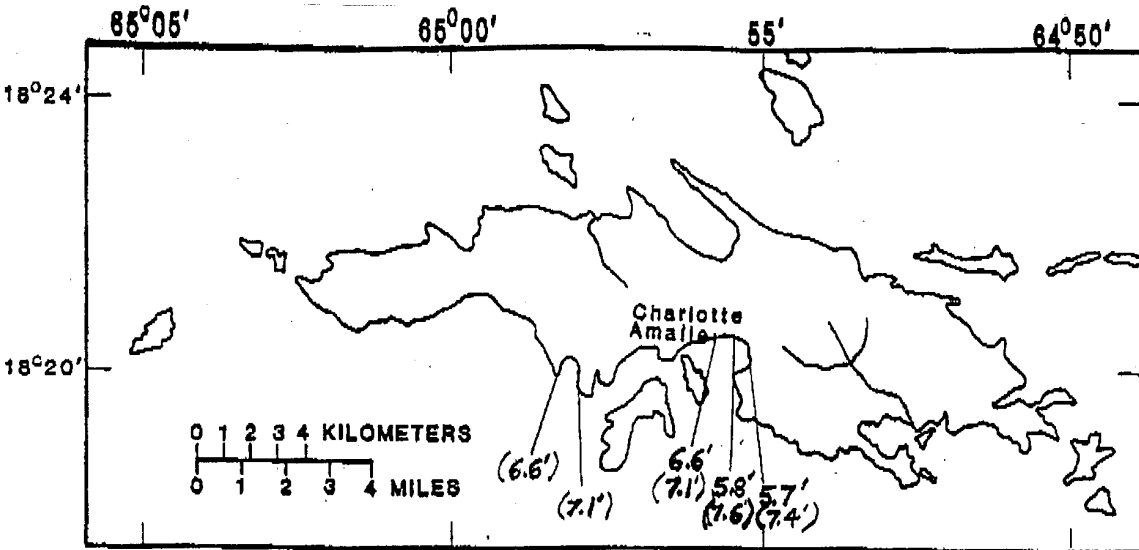 65°05' 65°00' 55' 64°50'
18°24'
Charlotte
Amalie
18°20'
0 1 2 3 4 KILOMETERS
0 1 2 3 4 MILES
(6.6')
(7.1')
6.6'
(7.1')
5.8'
(7.6')
5.7'
(7.4')